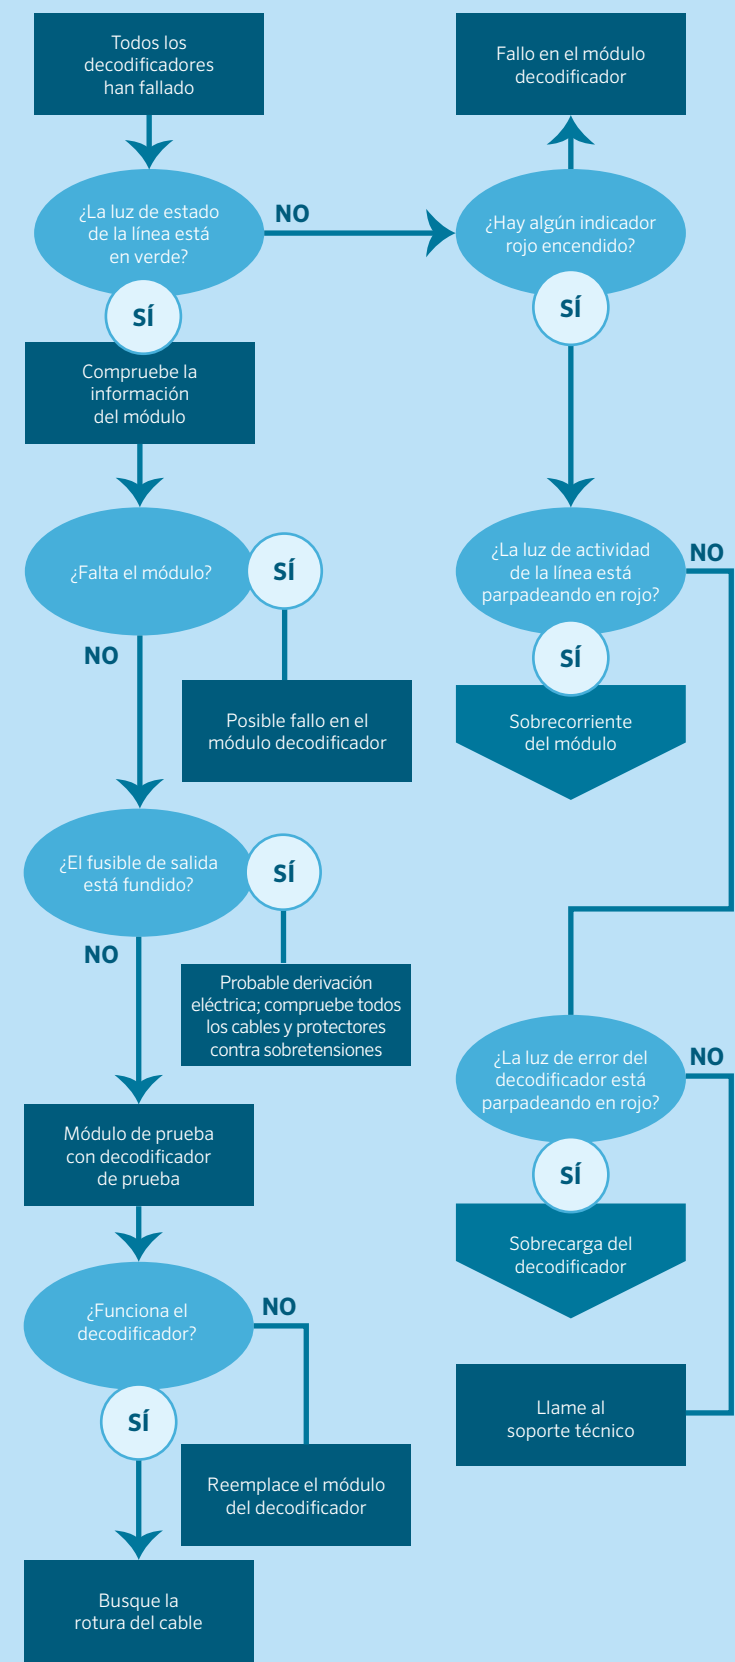 Todos los
decodificadores
han fallado
¿La luz de estado
de la línea está
en verde?
NO
SÍ
Compruebe la
información
del módulo
¿Falta el módulo?
SÍ
NO
Posible fallo en el
módulo decodificador
¿El fusible de salida
está fundido?
SÍ
NO
Probable derivación
eléctrica; compruebe todos
los cables y protectores
contra sobretensiones
Módulo de prueba
con decodificador
de prueba
¿Funciona el
decodificador?
NO
SÍ
Reemplace el módulo
del decodificador
Busque la
rotura del cable
Fallo en el módulo
decodificador
¿Hay algún indicador
rojo encendido?
SÍ
¿La luz de actividad
de la línea está
parpadeando en rojo?
NO
SÍ
Sobrecorriente
del módulo
¿La luz de error del
decodificador está
parpadeando en rojo?
NO
SÍ
Sobrecarga del
decodificador
Llame al
soporte técnico